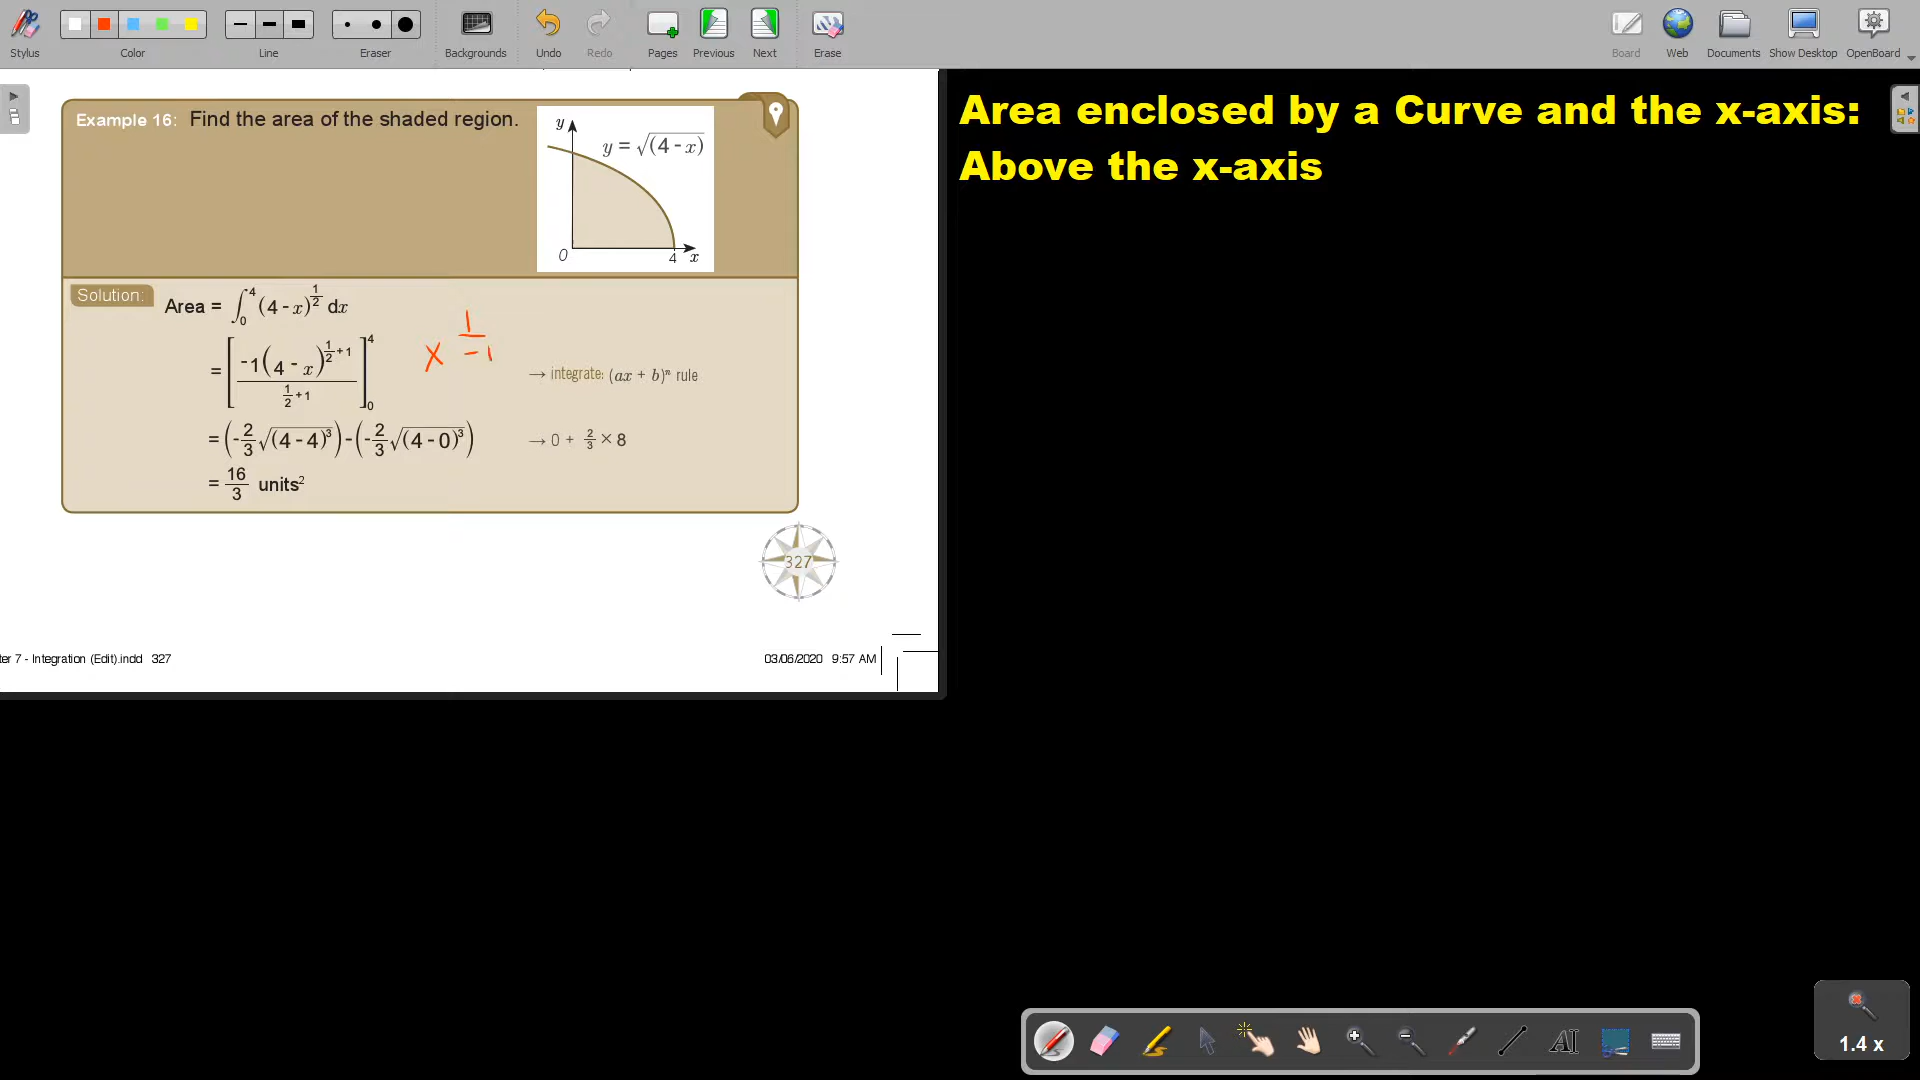 Stylus Color Line Eraser Backgrounds Undo Redo Pages Previous Next Erase Board Web Documents Show Desktop OpenBoard
Example 16: Find the area of the shaded region.
y
y = √(4 - x)
0 4 x
Solution: Area = ∫₀⁴ (4 - x)^(1/2) dx
= [ -1(4 - x)^(1/2 + 1) / (1/2 + 1) ]₀⁴ → integrate: (ax + b)ⁿ rule
× 1/-1
= (-2/3 √(4 - 4)³) - (-2/3 √(4 - 0)³) → 0 + 2/3 × 8
= 16/3 units²
327
ter 7 - Integration (Edit).indd 327 03/06/2020 9:57 AM
Area enclosed by a Curve and the x-axis:
Above the x-axis
AI
1.4 x